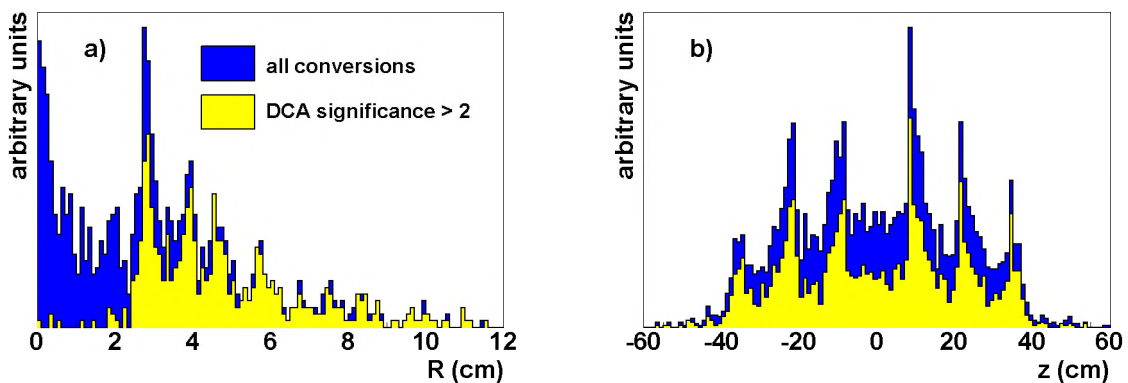 arbitrary units
a)
all conversions
DCA significance > 2
0 2 4 6 8 10 12
R (cm)
arbitrary units
b)
-60 -40 -20 0 20 40 60
z (cm)